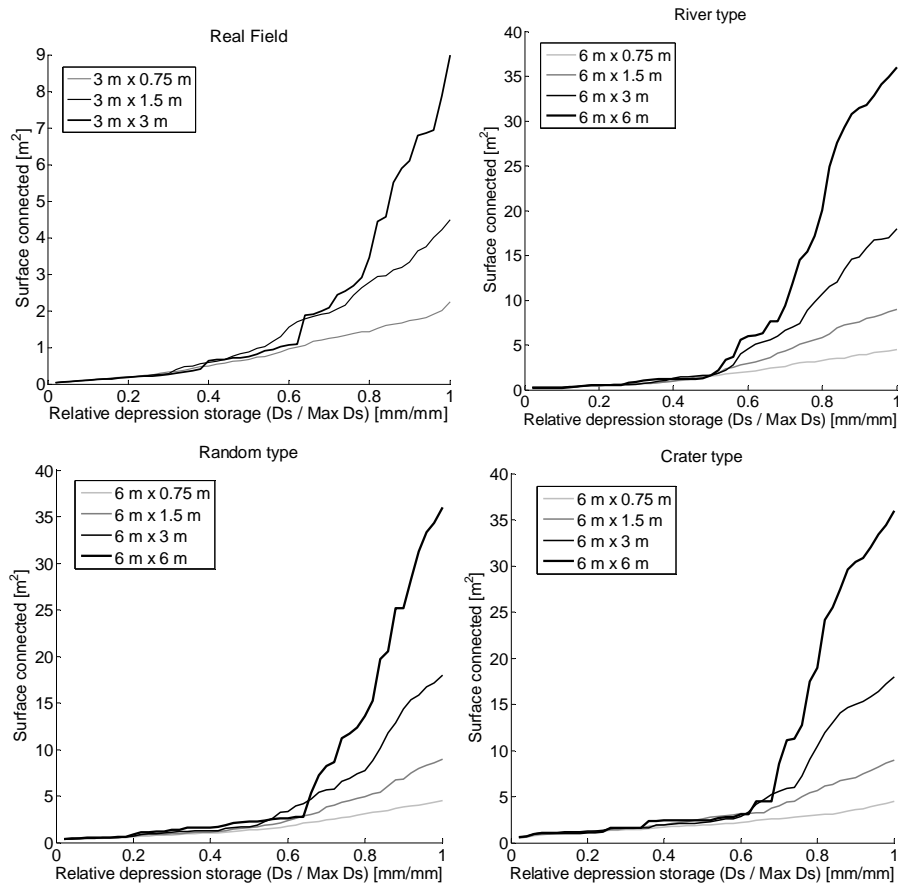 Real Field
3 m x 0.75 m
3 m x 1.5 m
3 m x 3 m
Surface connected [m²]
9
8
7
6
5
4
3
2
1
0
0 0.2 0.4 0.6 0.8 1
Relative depression storage (Ds / Max Ds) [mm/mm]
River type
6 m x 0.75 m
6 m x 1.5 m
6 m x 3 m
6 m x 6 m
Surface connected [m²]
40
35
30
25
20
15
10
5
0
0 0.2 0.4 0.6 0.8 1
Relative depression storage (Ds / Max Ds) [mm/mm]
Random type
6 m x 0.75 m
6 m x 1.5 m
6 m x 3 m
6 m x 6 m
Surface connected [m²]
40
35
30
25
20
15
10
5
0
0 0.2 0.4 0.6 0.8 1
Relative depression storage (Ds / Max Ds) [mm/mm]
Crater type
6 m x 0.75 m
6 m x 1.5 m
6 m x 3 m
6 m x 6 m
Surface connected [m²]
40
35
30
25
20
15
10
5
0
0 0.2 0.4 0.6 0.8 1
Relative depression storage (Ds / Max Ds) [mm/mm]